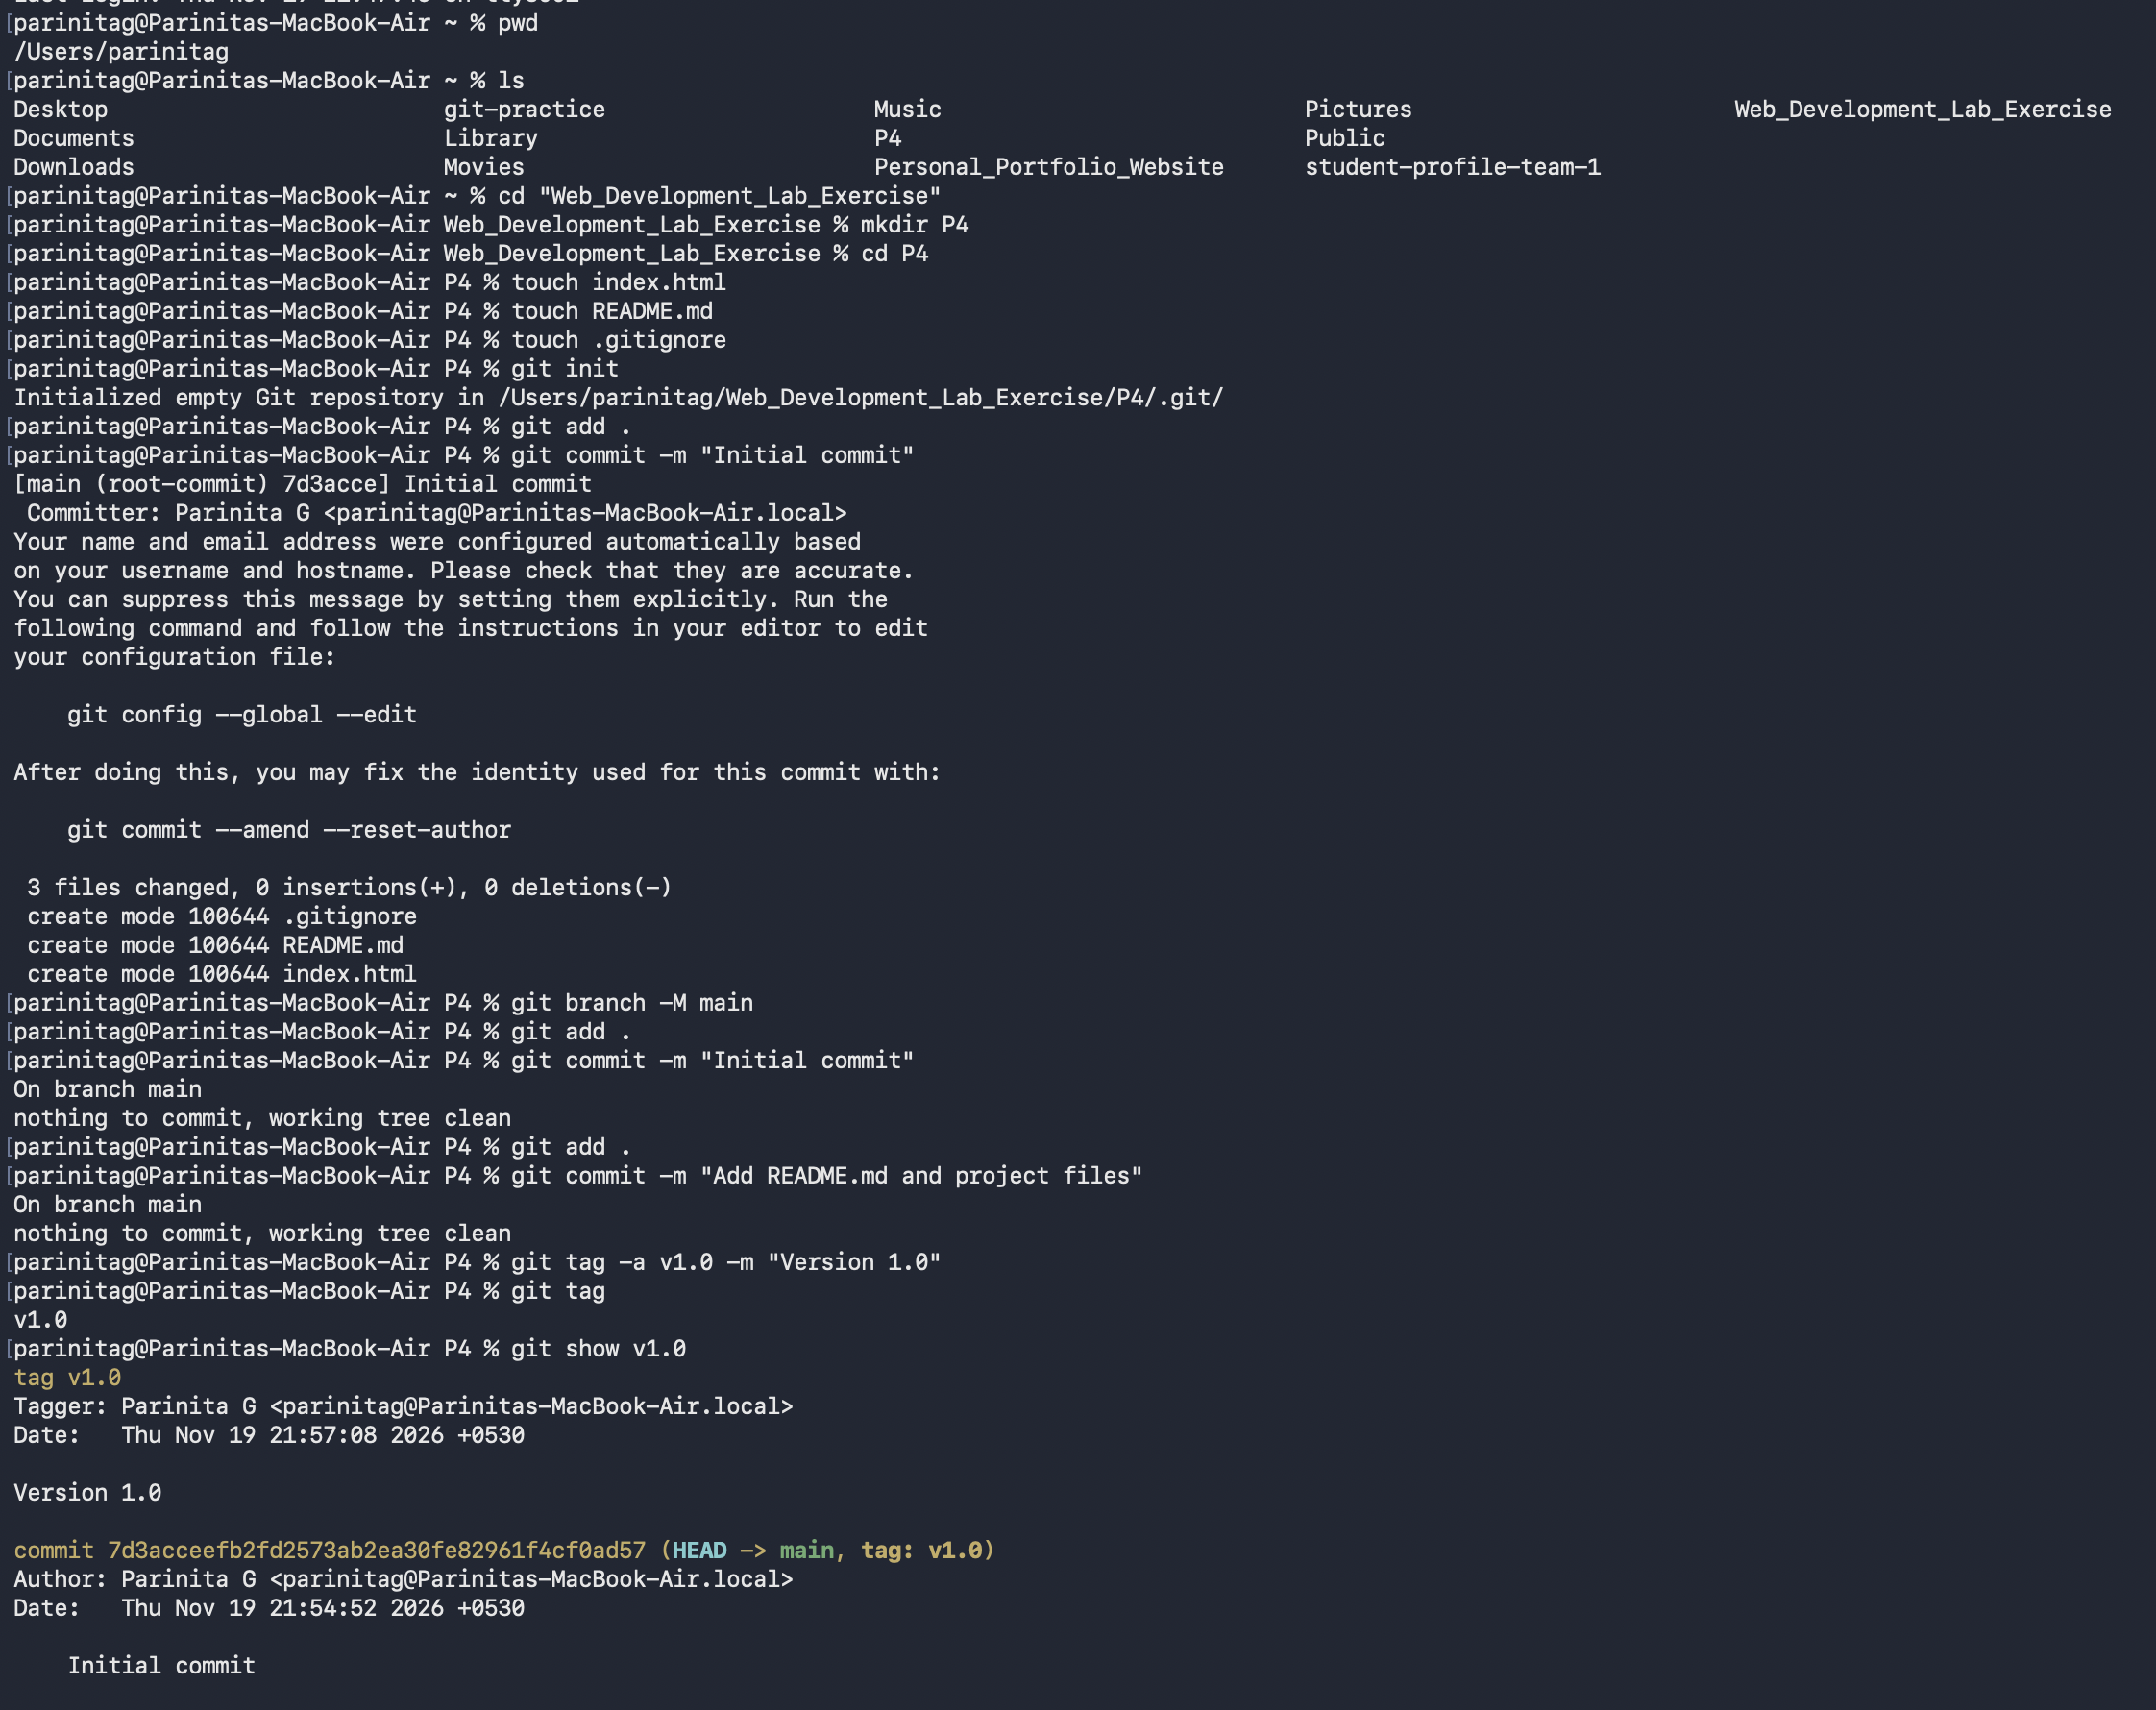 [parinitag@Parinitas-MacBook-Air ~ % pwd
/Users/parinitag
[parinitag@Parinitas-MacBook-Air ~ % ls
Desktop git-practice Music Pictures Web_Development_Lab_Exercise
Documents Library P4 Public
Downloads Movies Personal_Portfolio_Website student-profile-team-1
[parinitag@Parinitas-MacBook-Air ~ % cd "Web_Development_Lab_Exercise"
[parinitag@Parinitas-MacBook-Air Web_Development_Lab_Exercise % mkdir P4
[parinitag@Parinitas-MacBook-Air Web_Development_Lab_Exercise % cd P4
[parinitag@Parinitas-MacBook-Air P4 % touch index.html
[parinitag@Parinitas-MacBook-Air P4 % touch README.md
[parinitag@Parinitas-MacBook-Air P4 % touch .gitignore
[parinitag@Parinitas-MacBook-Air P4 % git init
Initialized empty Git repository in /Users/parinitag/Web_Development_Lab_Exercise/P4/.git/
[parinitag@Parinitas-MacBook-Air P4 % git add .
[parinitag@Parinitas-MacBook-Air P4 % git commit -m "Initial commit"
[main (root-commit) 7d3acce] Initial commit
Committer: Parinita G <parinitag@Parinitas-MacBook-Air.local>
Your name and email address were configured automatically based
on your username and hostname. Please check that they are accurate.
You can suppress this message by setting them explicitly. Run the
following command and follow the instructions in your editor to edit
your configuration file:
git config --global --edit
After doing this, you may fix the identity used for this commit with:
git commit --amend --reset-author
3 files changed, 0 insertions(+), 0 deletions(-)
create mode 100644 .gitignore
create mode 100644 README.md
create mode 100644 index.html
[parinitag@Parinitas-MacBook-Air P4 % git branch -M main
[parinitag@Parinitas-MacBook-Air P4 % git add .
[parinitag@Parinitas-MacBook-Air P4 % git commit -m "Initial commit"
On branch main
nothing to commit, working tree clean
[parinitag@Parinitas-MacBook-Air P4 % git add .
[parinitag@Parinitas-MacBook-Air P4 % git commit -m "Add README.md and project files"
On branch main
nothing to commit, working tree clean
[parinitag@Parinitas-MacBook-Air P4 % git tag -a v1.0 -m "Version 1.0"
[parinitag@Parinitas-MacBook-Air P4 % git tag
v1.0
[parinitag@Parinitas-MacBook-Air P4 % git show v1.0
tag v1.0
Tagger: Parinita G <parinitag@Parinitas-MacBook-Air.local>
Date: Thu Nov 19 21:57:08 2026 +0530
Version 1.0
commit 7d3acceefb2fd2573ab2ea30fe82961f4cf0ad57 (HEAD -> main, tag: v1.0)
Author: Parinita G <parinitag@Parinitas-MacBook-Air.local>
Date: Thu Nov 19 21:54:52 2026 +0530
Initial commit